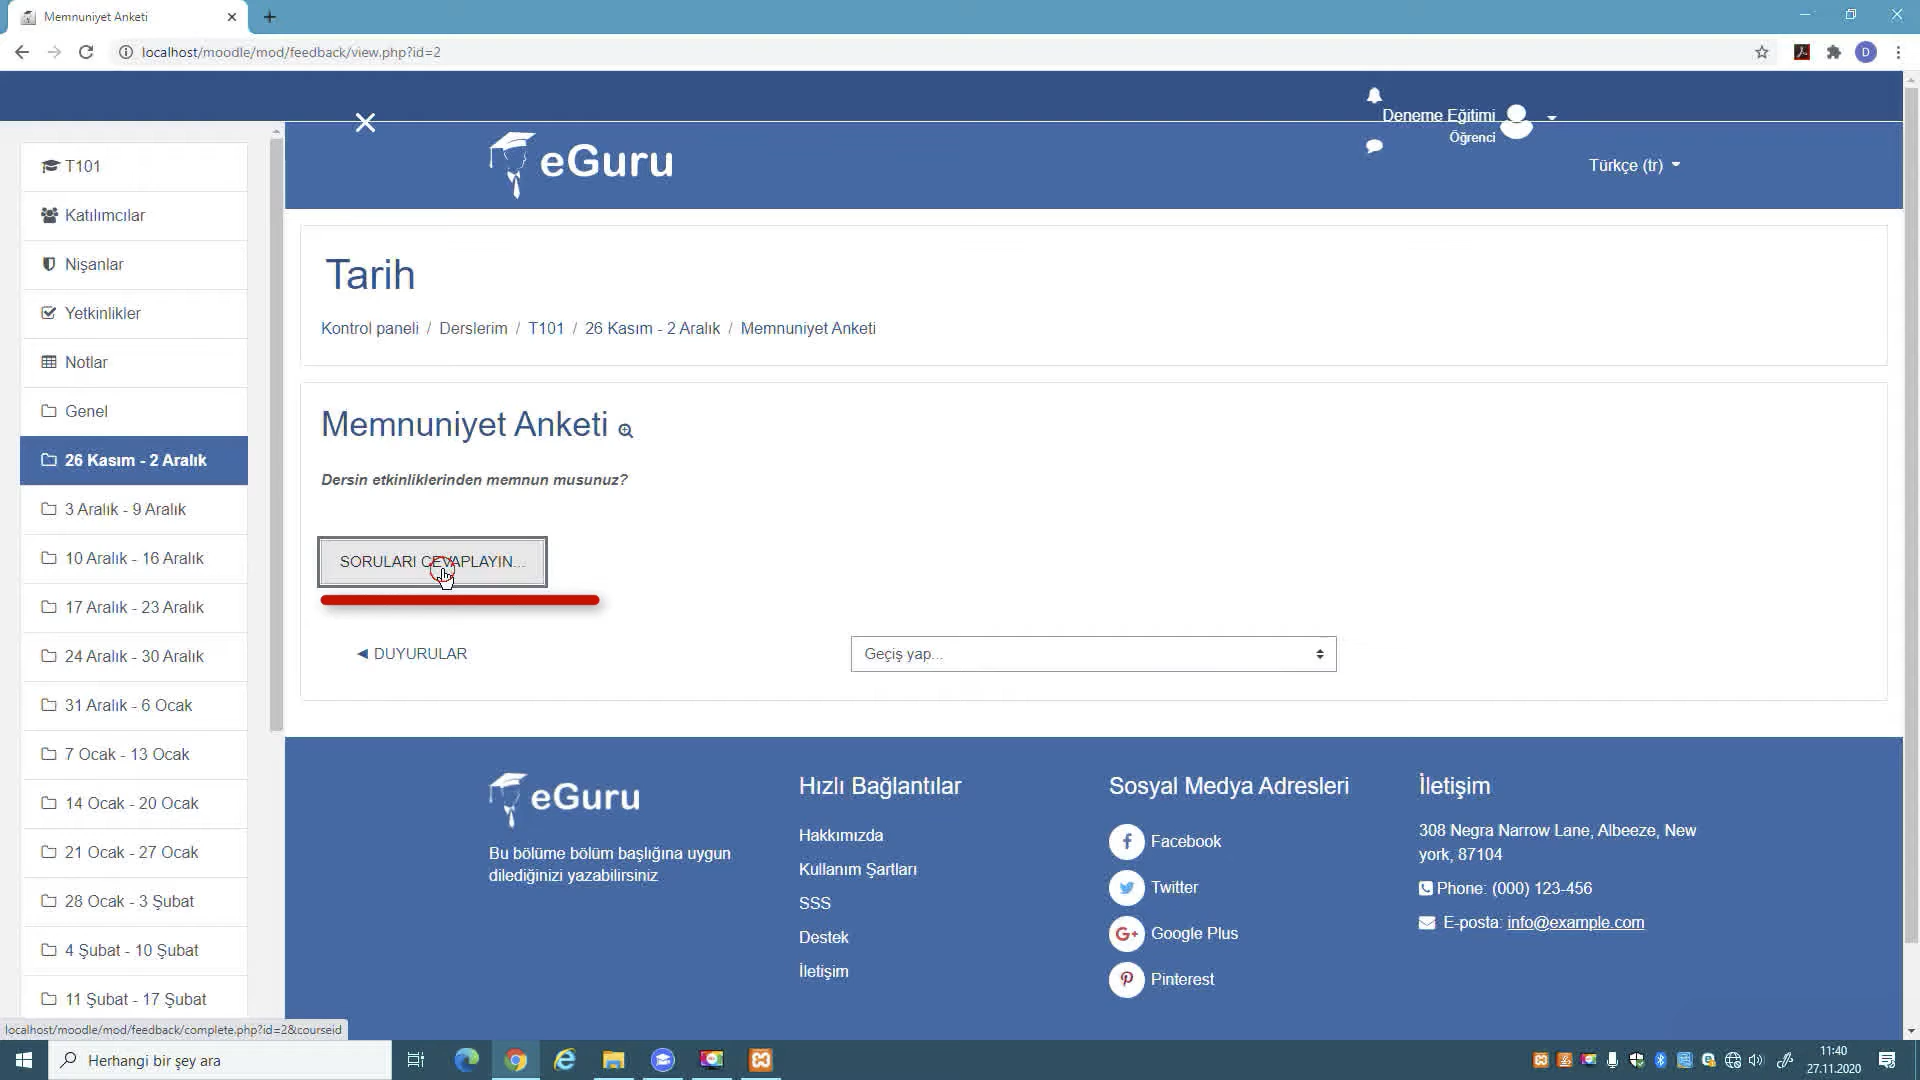 Memnuniyet Anketi
localhost/moodle/mod/feedback/view.php?id=2
D
Deneme Eğitimi
Öğrenci
Türkçe (tr)
eGuru
T101
Katılımcılar
Nişanlar
Yetkinlikler
Notlar
Genel
26 Kasım - 2 Aralık
3 Aralık - 9 Aralık
10 Aralık - 16 Aralık
17 Aralık - 23 Aralık
24 Aralık - 30 Aralık
31 Aralık - 6 Ocak
7 Ocak - 13 Ocak
14 Ocak - 20 Ocak
21 Ocak - 27 Ocak
28 Ocak - 3 Şubat
4 Şubat - 10 Şubat
11 Şubat - 17 Şubat
Tarih
Kontrol paneli / Derslerim / T101 / 26 Kasım - 2 Aralık / Memnuniyet Anketi
Memnuniyet Anketi
Dersin etkinliklerinden memnun musunuz?
SORULARI CEVAPLAYIN...
◄ DUYURULAR
Geçiş yap...
eGuru
Bu bölüme bölüm başlığına uygun
dilediğinizi yazabilirsiniz
Hızlı Bağlantılar
Hakkımızda
Kullanım Şartları
SSS
Destek
İletişim
Sosyal Medya Adresleri
Facebook
Twitter
Google Plus
Pinterest
İletişim
308 Negra Narrow Lane, Albeeze, New
york, 87104
Phone: (000) 123-456
E-posta: info@example.com
localhost/moodle/mod/feedback/complete.php?id=2&courseid
Herhangi bir şey ara
11:40
27.11.2020